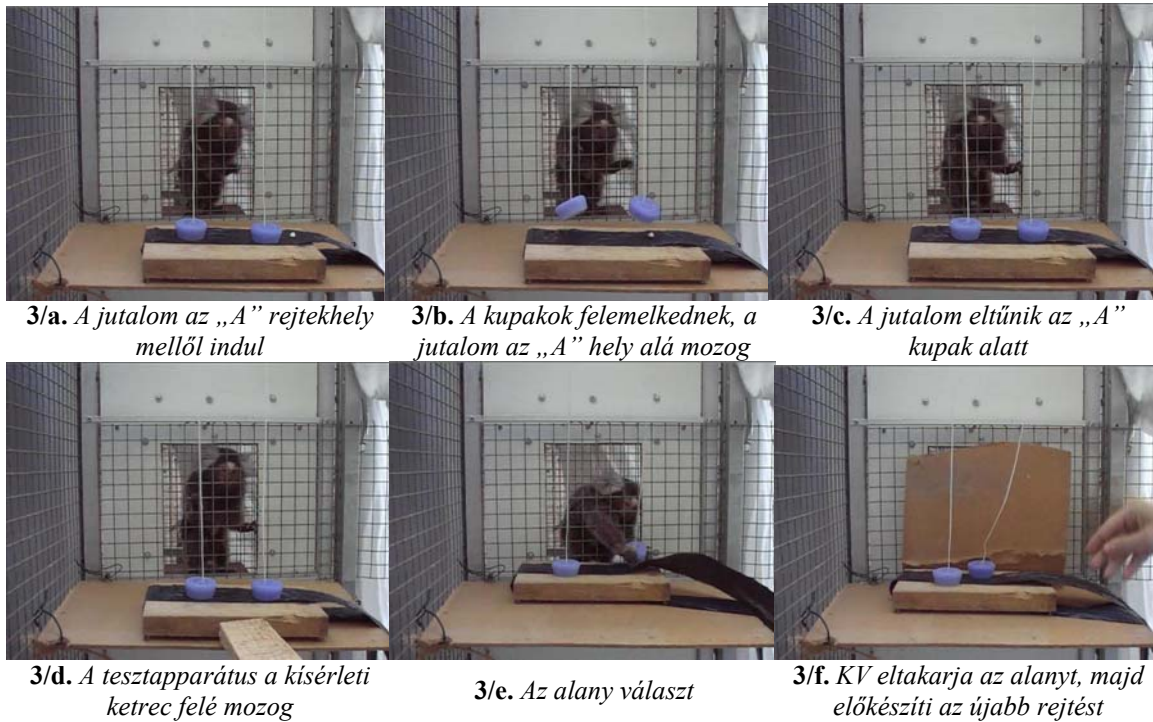 3/a. A jutalom az „A” rejtekhely
mellől indul
3/b. A kupakok felemelkednek, a
jutalom az „A” hely alá mozog
3/c. A jutalom eltűnik az „A”
kupak alatt
3/d. A tesztapparátus a kísérleti
ketrec felé mozog
3/e. Az alany választ
3/f. KV eltakarja az alanyt, majd
előkészíti az újabb rejtést